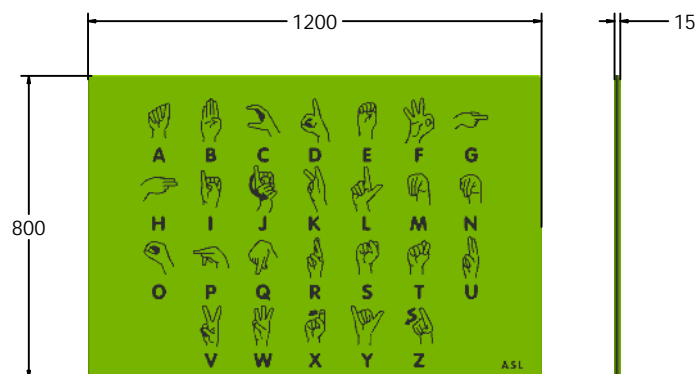 1200
15
A B C D E F G
800
H I J K L M N
O P Q R S T U
V W X Y Z
ASL